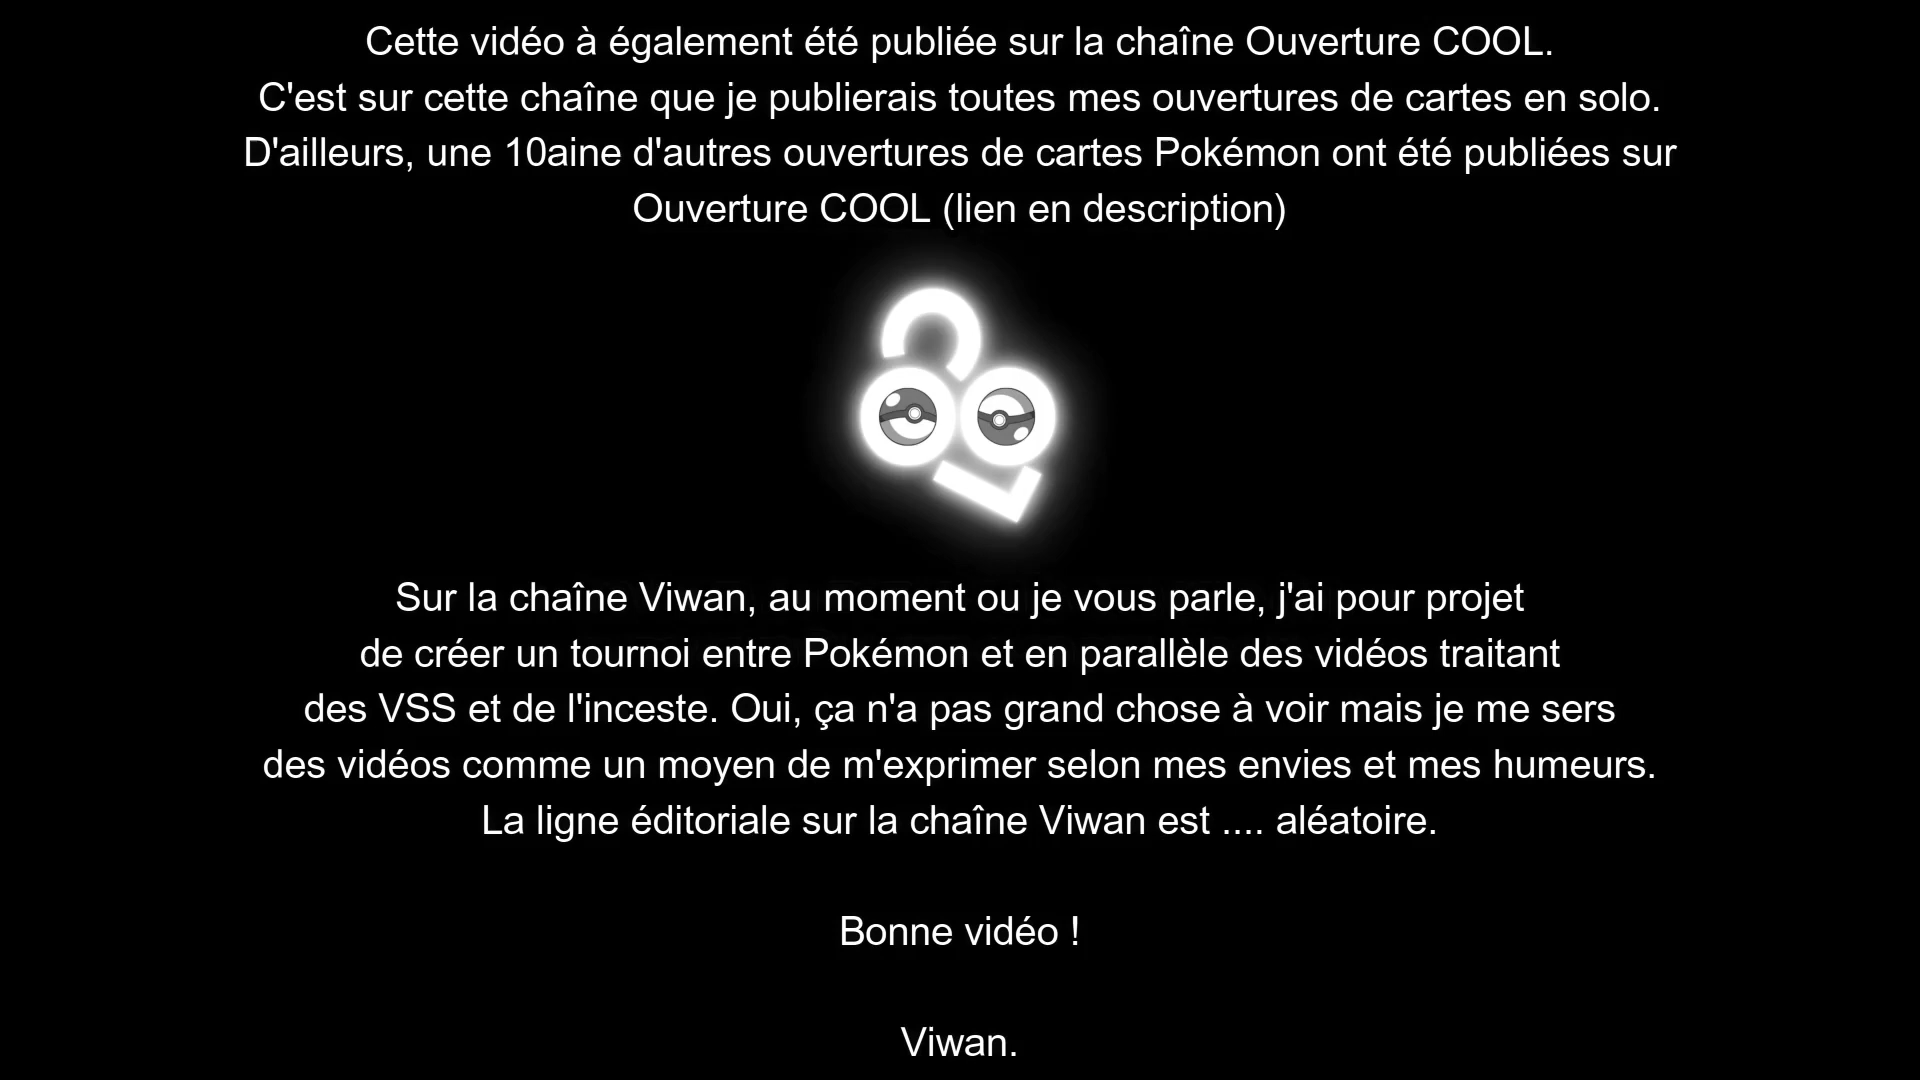 Cette vidéo à également été publiée sur la chaîne Ouverture COOL.
C'est sur cette chaîne que je publierais toutes mes ouvertures de cartes en solo.
D'ailleurs, une 10aine d'autres ouvertures de cartes Pokémon ont été publiées sur
Ouverture COOL (lien en description)
Sur la chaîne Viwan, au moment ou je vous parle, j'ai pour projet
de créer un tournoi entre Pokémon et en parallèle des vidéos traitant
des VSS et de l'inceste. Oui, ça n'a pas grand chose à voir mais je me sers
des vidéos comme un moyen de m'exprimer selon mes envies et mes humeurs.
La ligne éditoriale sur la chaîne Viwan est .... aléatoire.
Bonne vidéo !
Viwan.